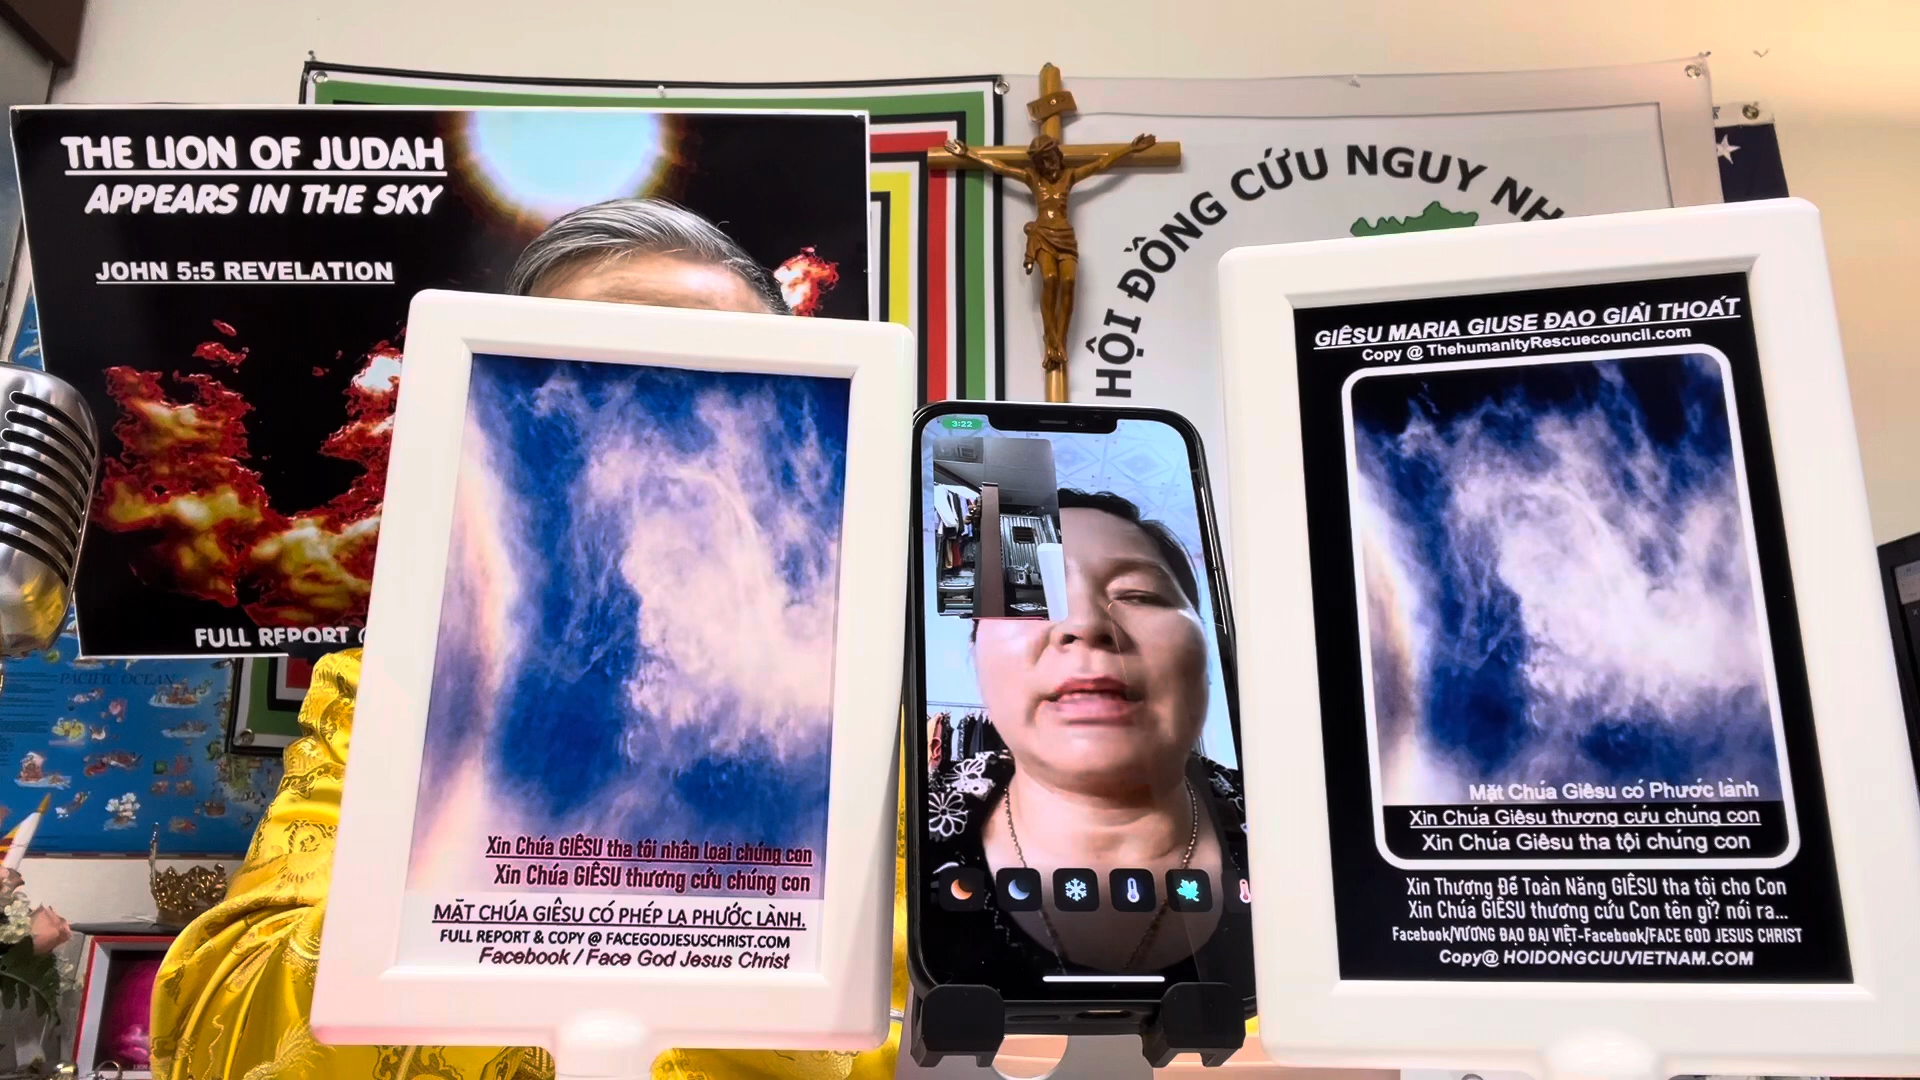 THE LION OF JUDAH
APPEARS IN THE SKY
JOHN 5:5 REVELATION
FULL REPORT
PACIFIC OCEAN
HỘI ĐỒNG CỨU NGUY
Xin Chúa GIÊSU tha tội nhân loại chúng con
Xin Chúa GIÊSU thương cứu chúng con
MẶT CHÚA GIÊSU CÓ PHÉP LẠ PHƯỚC LÀNH.
FULL REPORT & COPY @ FACEGODJESUSCHRIST.COM
Facebook / Face God Jesus Christ
3:22
GIÊSU MARIA GIUSE ĐẠO GIẢI THOÁT
Copy @ ThehumanityRescuecouncil.com
Mặt Chúa Giêsu có Phước lành
Xin Chúa Giêsu thương cứu chúng con
Xin Chúa Giêsu tha tội chúng con
Xin Thượng Đế Toàn Năng GIÊSU tha tội cho Con
Xin Chúa GIÊSU thương cứu Con tên gì? nói ra...
Facebook/VƯƠNG ĐẠO ĐẠI VIỆT-Facebook/FACE GOD JESUS CHRIST
Copy@ HOIDONGCUUVIETNAM.COM